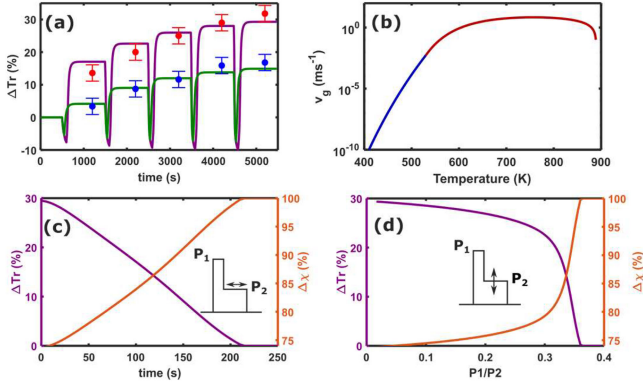 (a)
ΔTr (%)
30
20
10
0
-10
0
1000
2000
3000
4000
5000
time (s)
(b)
v_g (ms⁻¹)
10⁰
10⁻⁵
10⁻¹⁰
400
500
600
700
800
900
Temperature (K)
(c)
ΔTr (%)
30
20
10
0
0
50
100
150
200
250
time (s)
100
95
90
85
80
75
Δχ (%)
P₁
P₂
(d)
ΔTr (%)
30
20
10
0
0
0.1
0.2
0.3
0.4
P1/P2
100
95
90
85
80
75
Δχ (%)
P₁
P₂